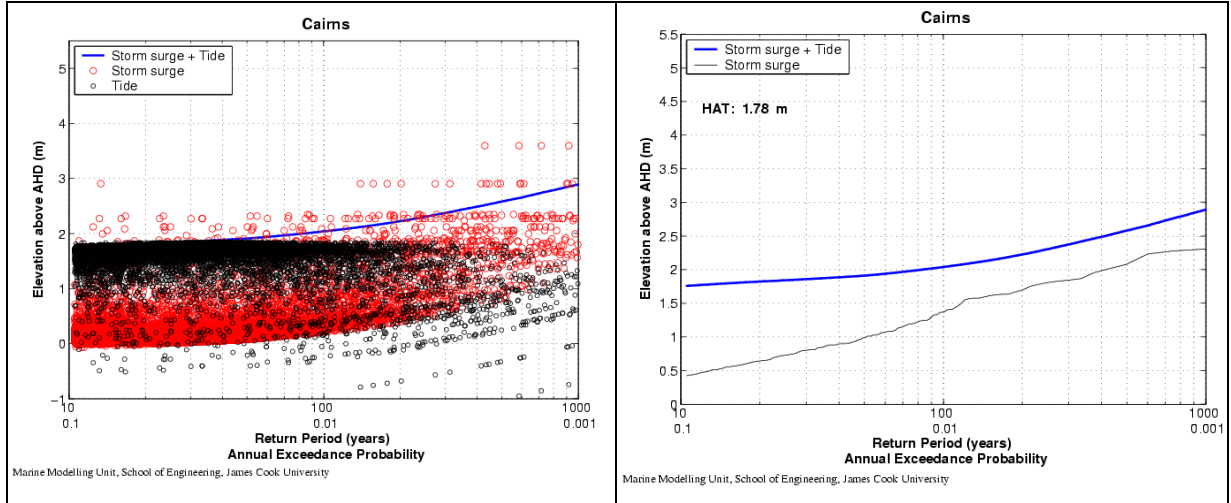 Cairns
Storm surge + Tide
Storm surge
Tide
Elevation above AHD (m)
5
4
3
2
1
0
−1
10 100 1000
0.1 0.01 0.001
Return Period (years)
Annual Exceedance Probability
Marine Modelling Unit, School of Engineering, James Cook University
Cairns
Storm surge + Tide
Storm surge
HAT: 1.78 m
Elevation above AHD (m)
5.5
5
4.5
4
3.5
3
2.5
2
1.5
1
0.5
0
10 100 1000
0.1 0.01 0.001
Return Period (years)
Annual Exceedance Probability
Marine Modelling Unit, School of Engineering, James Cook University